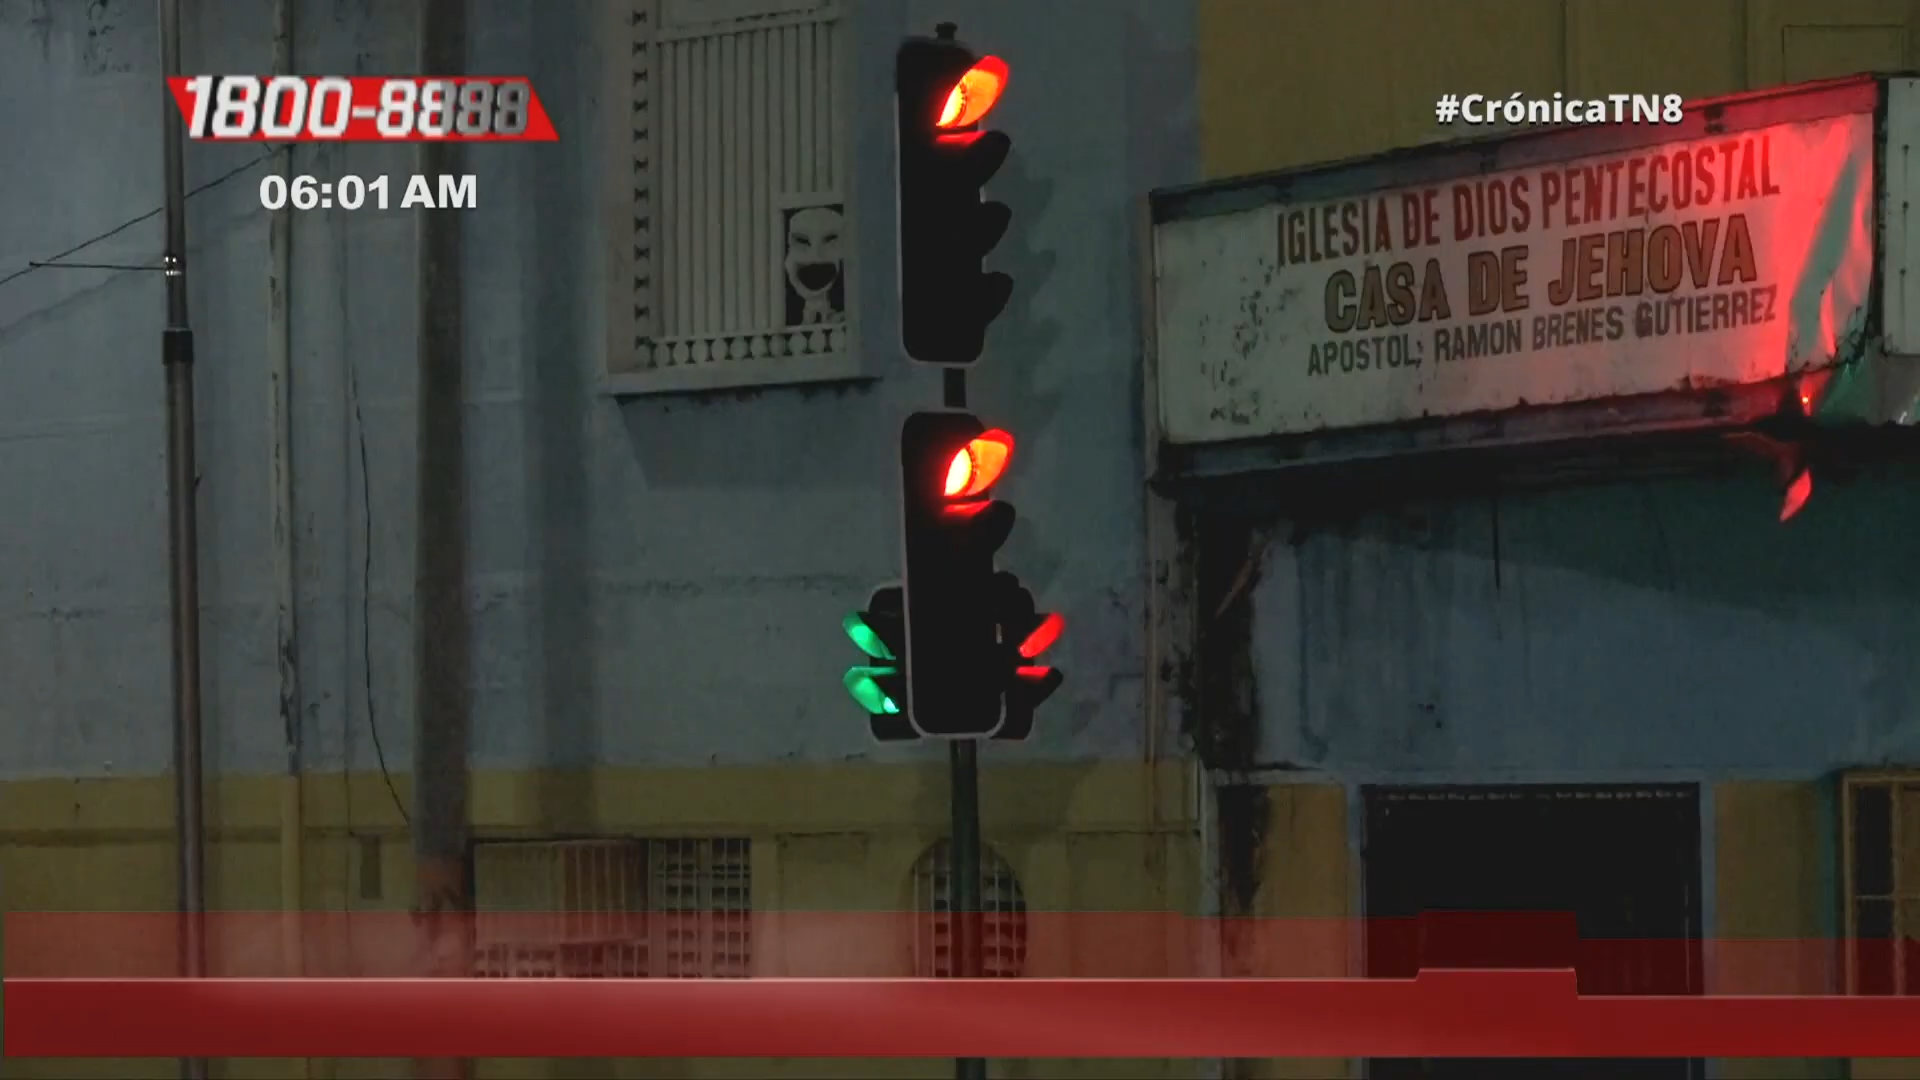 1800-8888
06:01 AM
#CrónicaTN8
IGLESIA DE DIOS PENTECOSTAL
CASA DE JEHOVA
APOSTOL; RAMON BRENES GUTIERREZ